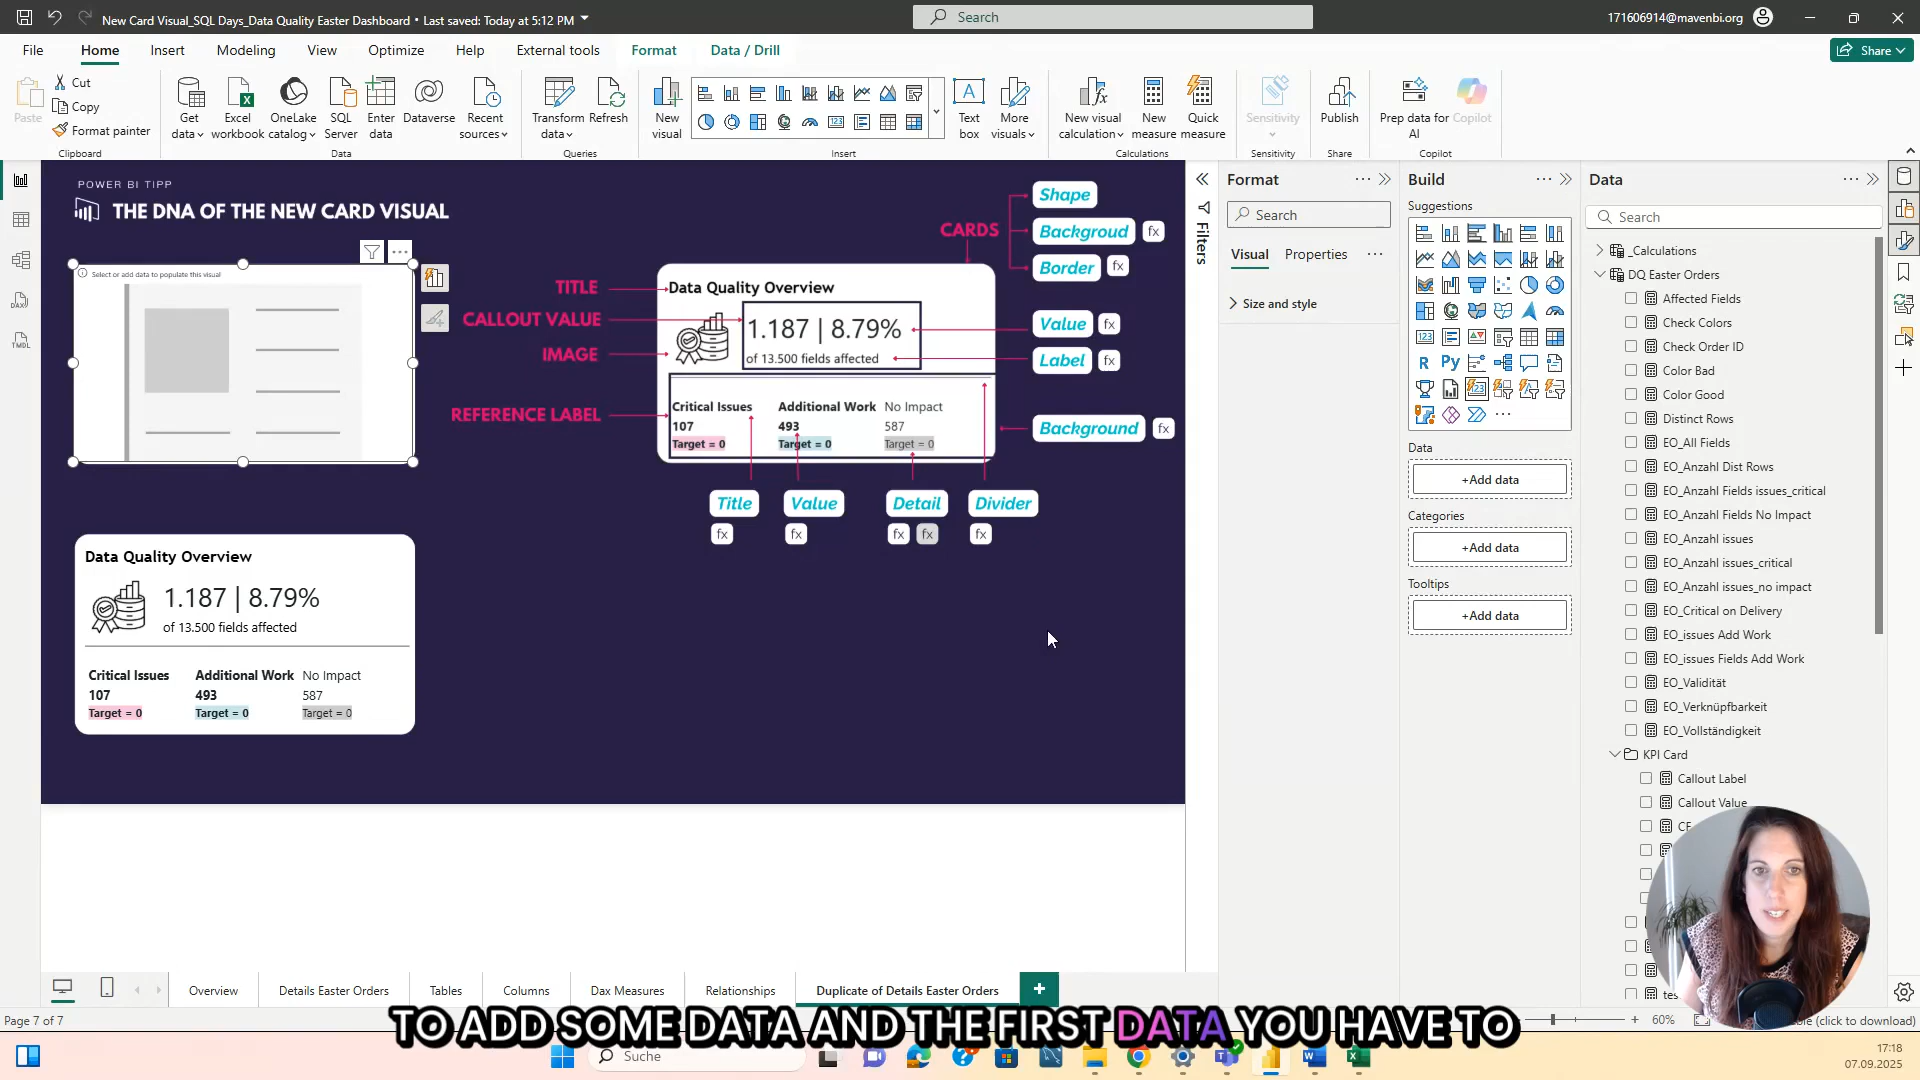 New Card Visual_SQL Days_Data Quality Easter Dashboard • Last saved: Today at 5:12 PM
Search
171606914@mavenbi.org
File
Home
Insert
Modeling
View
Optimize
Help
External tools
Format
Data / Drill
Share
Paste
Cut
Copy
Format painter
Get data
Excel workbook
OneLake catalog
SQL Server
Enter data
Dataverse
Recent sources
Transform data
Refresh
New visual
Text box
More visuals
New visual calculation
New measure
Quick measure
Sensitivity
Publish
Prep data for AI
Copilot
Clipboard
Data
Queries
Insert
Calculations
Sensitivity
Share
Copilot
POWER BI TIPP
THE DNA OF THE NEW CARD VISUAL
Select or add data to populate this visual
TITLE
CALLOUT VALUE
IMAGE
REFERENCE LABEL
CARDS
Shape
Backgroud
fx
Border
fx
Data Quality Overview
1.187 | 8.79%
of 13.500 fields affected
Value
fx
Label
fx
Critical Issues
Additional Work
No Impact
107
493
587
Target = 0
Target = 0
Target = 0
Background
fx
Title
Value
Detail
Divider
fx
fx
fx
fx
fx
Data Quality Overview
1.187 | 8.79%
of 13.500 fields affected
Critical Issues
Additional Work
No Impact
107
493
587
Target = 0
Target = 0
Target = 0
Filters
Format
Search
Visual
Properties
Size and style
Build
Suggestions
Data
+Add data
Categories
+Add data
Tooltips
+Add data
Data
Search
_Calculations
DQ Easter Orders
Affected Fields
Check Colors
Check Order ID
Color Bad
Color Good
Distinct Rows
EO_All Fields
EO_Anzahl Dist Rows
EO_Anzahl Fields issues_critical
EO_Anzahl Fields No Impact
EO_Anzahl issues
EO_Anzahl issues_critical
EO_Anzahl issues_no impact
EO_Critical on Delivery
EO_issues Add Work
EO_issues Fields Add Work
EO_Validität
EO_Verknüpfbarkeit
EO_Vollständigkeit
KPI Card
Callout Label
Callout Value
Overview
Details Easter Orders
Tables
Columns
Dax Measures
Relationships
Duplicate of Details Easter Orders
Page 7 of 7
60%
(click to download)
TO ADD SOME DATA AND THE FIRST DATA YOU HAVE TO
Suche
17:18
07.09.2025